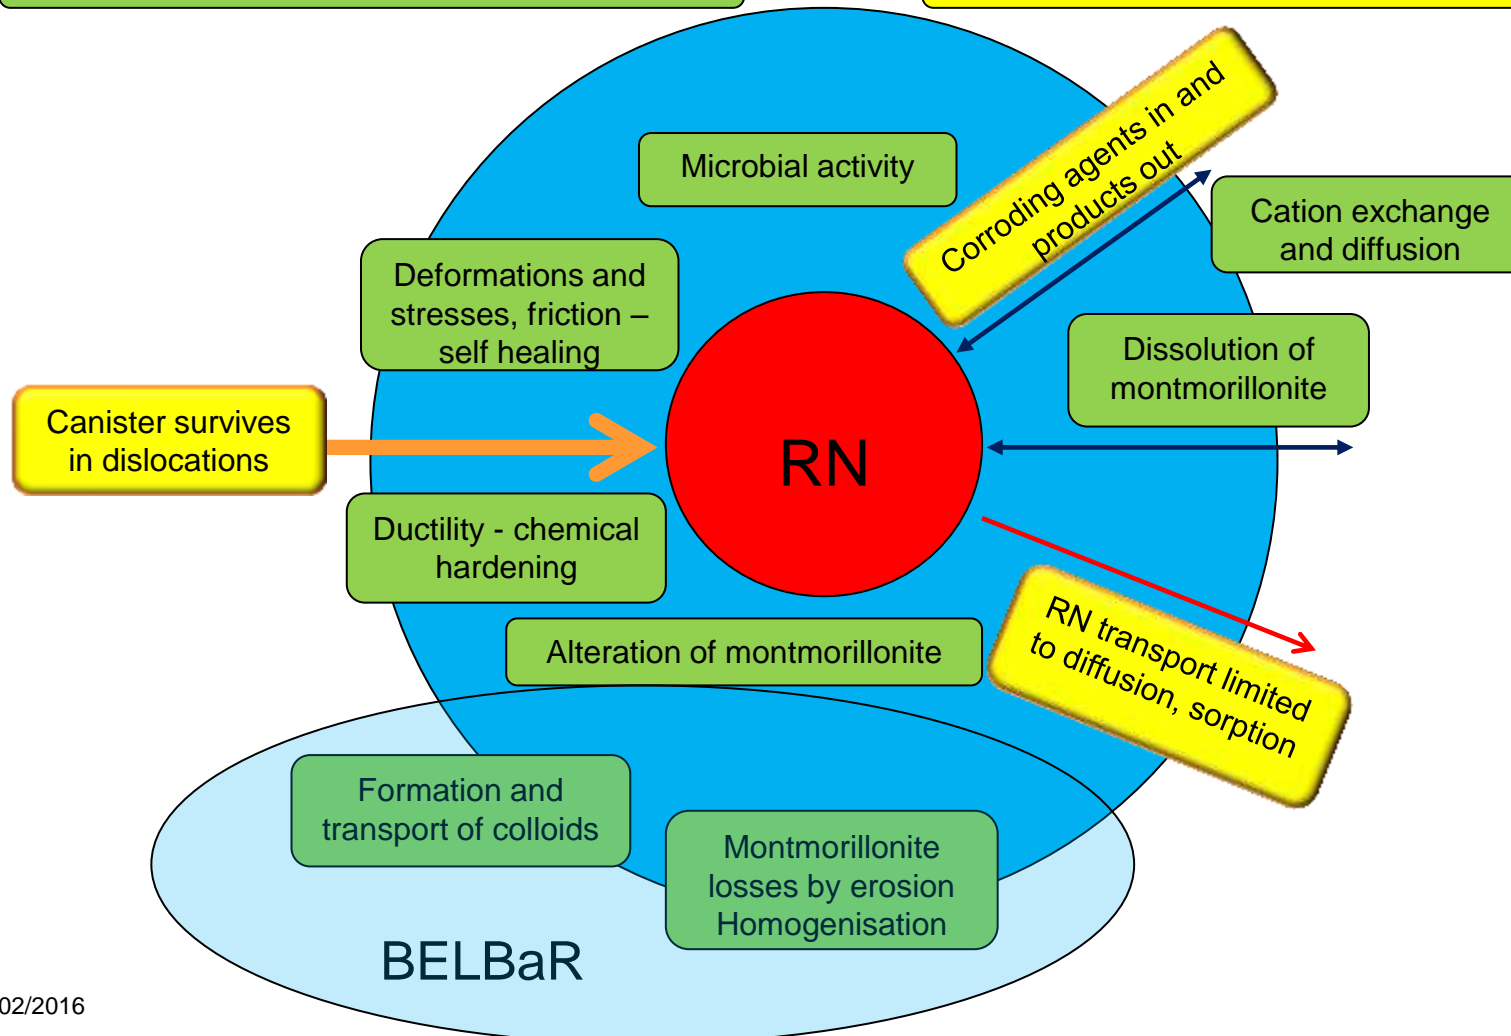 Corroding agents in and
products out
Microbial activity
Cation exchange
and diffusion
Deformations and
stresses, friction –
self healing
Dissolution of
montmorillonite
Canister survives
in dislocations
RN
Ductility - chemical
hardening
RN transport limited
to diffusion, sorption
Alteration of montmorillonite
Formation and
transport of colloids
Montmorillonite
losses by erosion
Homogenisation
BELBaR
02/2016